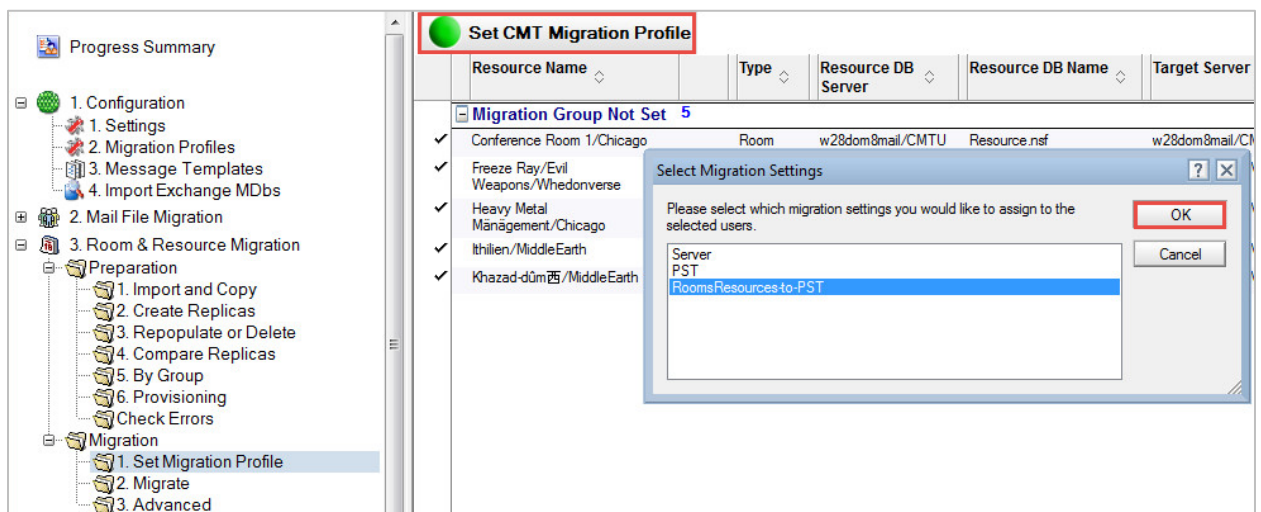 Progress Summary
1. Configuration
1. Settings
2. Migration Profiles
3. Message Templates
4. Import Exchange MDbs
2. Mail File Migration
3. Room & Resource Migration
Preparation
1. Import and Copy
2. Create Replicas
3. Repopulate or Delete
4. Compare Replicas
5. By Group
6. Provisioning
Check Errors
Migration
1. Set Migration Profile
2. Migrate
3. Advanced
Set CMT Migration Profile
Resource Name Type Resource DB Server Resource DB Name Target Server
Migration Group Not Set 5
Conference Room 1/Chicago Room w28dom8mail/CMTU Resource.nsf w28dom8mail/CM
Freeze Ray/Evil
Weapons/Whedonverse
Heavy Metal
Mänägement/Chicago
Ithilien/MiddleEarth
Khazad-dûm西/MiddleEarth
Select Migration Settings
Please select which migration settings you would like to assign to the
selected users.
OK
Cancel
Server
PST
RoomsResources-to-PST